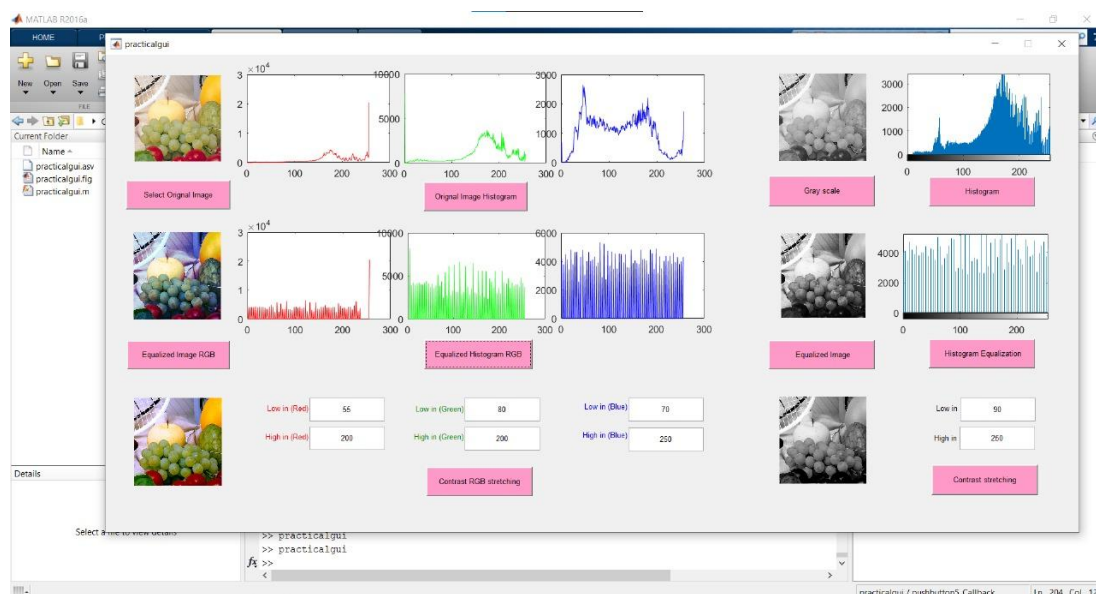 MATLAB R2016a
HOME
practicalgui
New Open Save
FILE
Current Folder
Name
practicalgui.asv
practicalgui.fig
practicalgui.m
Details
Select a file to view details
3 × 10^4
2
1
0
0 100 200 300
10000
5000
0
0 100 200 300
3000
2000
1000
0
0 100 200 300
3000
2000
1000
0
0 100 200
Select Orignal Image
Orignal Image Histogram
Gray scale
Histogram
3 × 10^4
2
1
0
0 100 200 300
10000
5000
0
0 100 200 300
6000
4000
2000
0
0 100 200 300
4000
2000
0
0 100 200
Equalized Image RGB
Equalized Histogram RGB
Equalized Image
Histogram Equalization
Low in (Red) 55
Low in (Green) 80
Low in (Blue) 70
Low in 90
High in (Red) 200
High in (Green) 200
High in (Blue) 250
High in 250
Contrast RGB stretching
Contrast stretching
>> practicalgui
>> practicalgui
fx >>
practicalgui / pushbutton5_Callback
Ln 204 Col